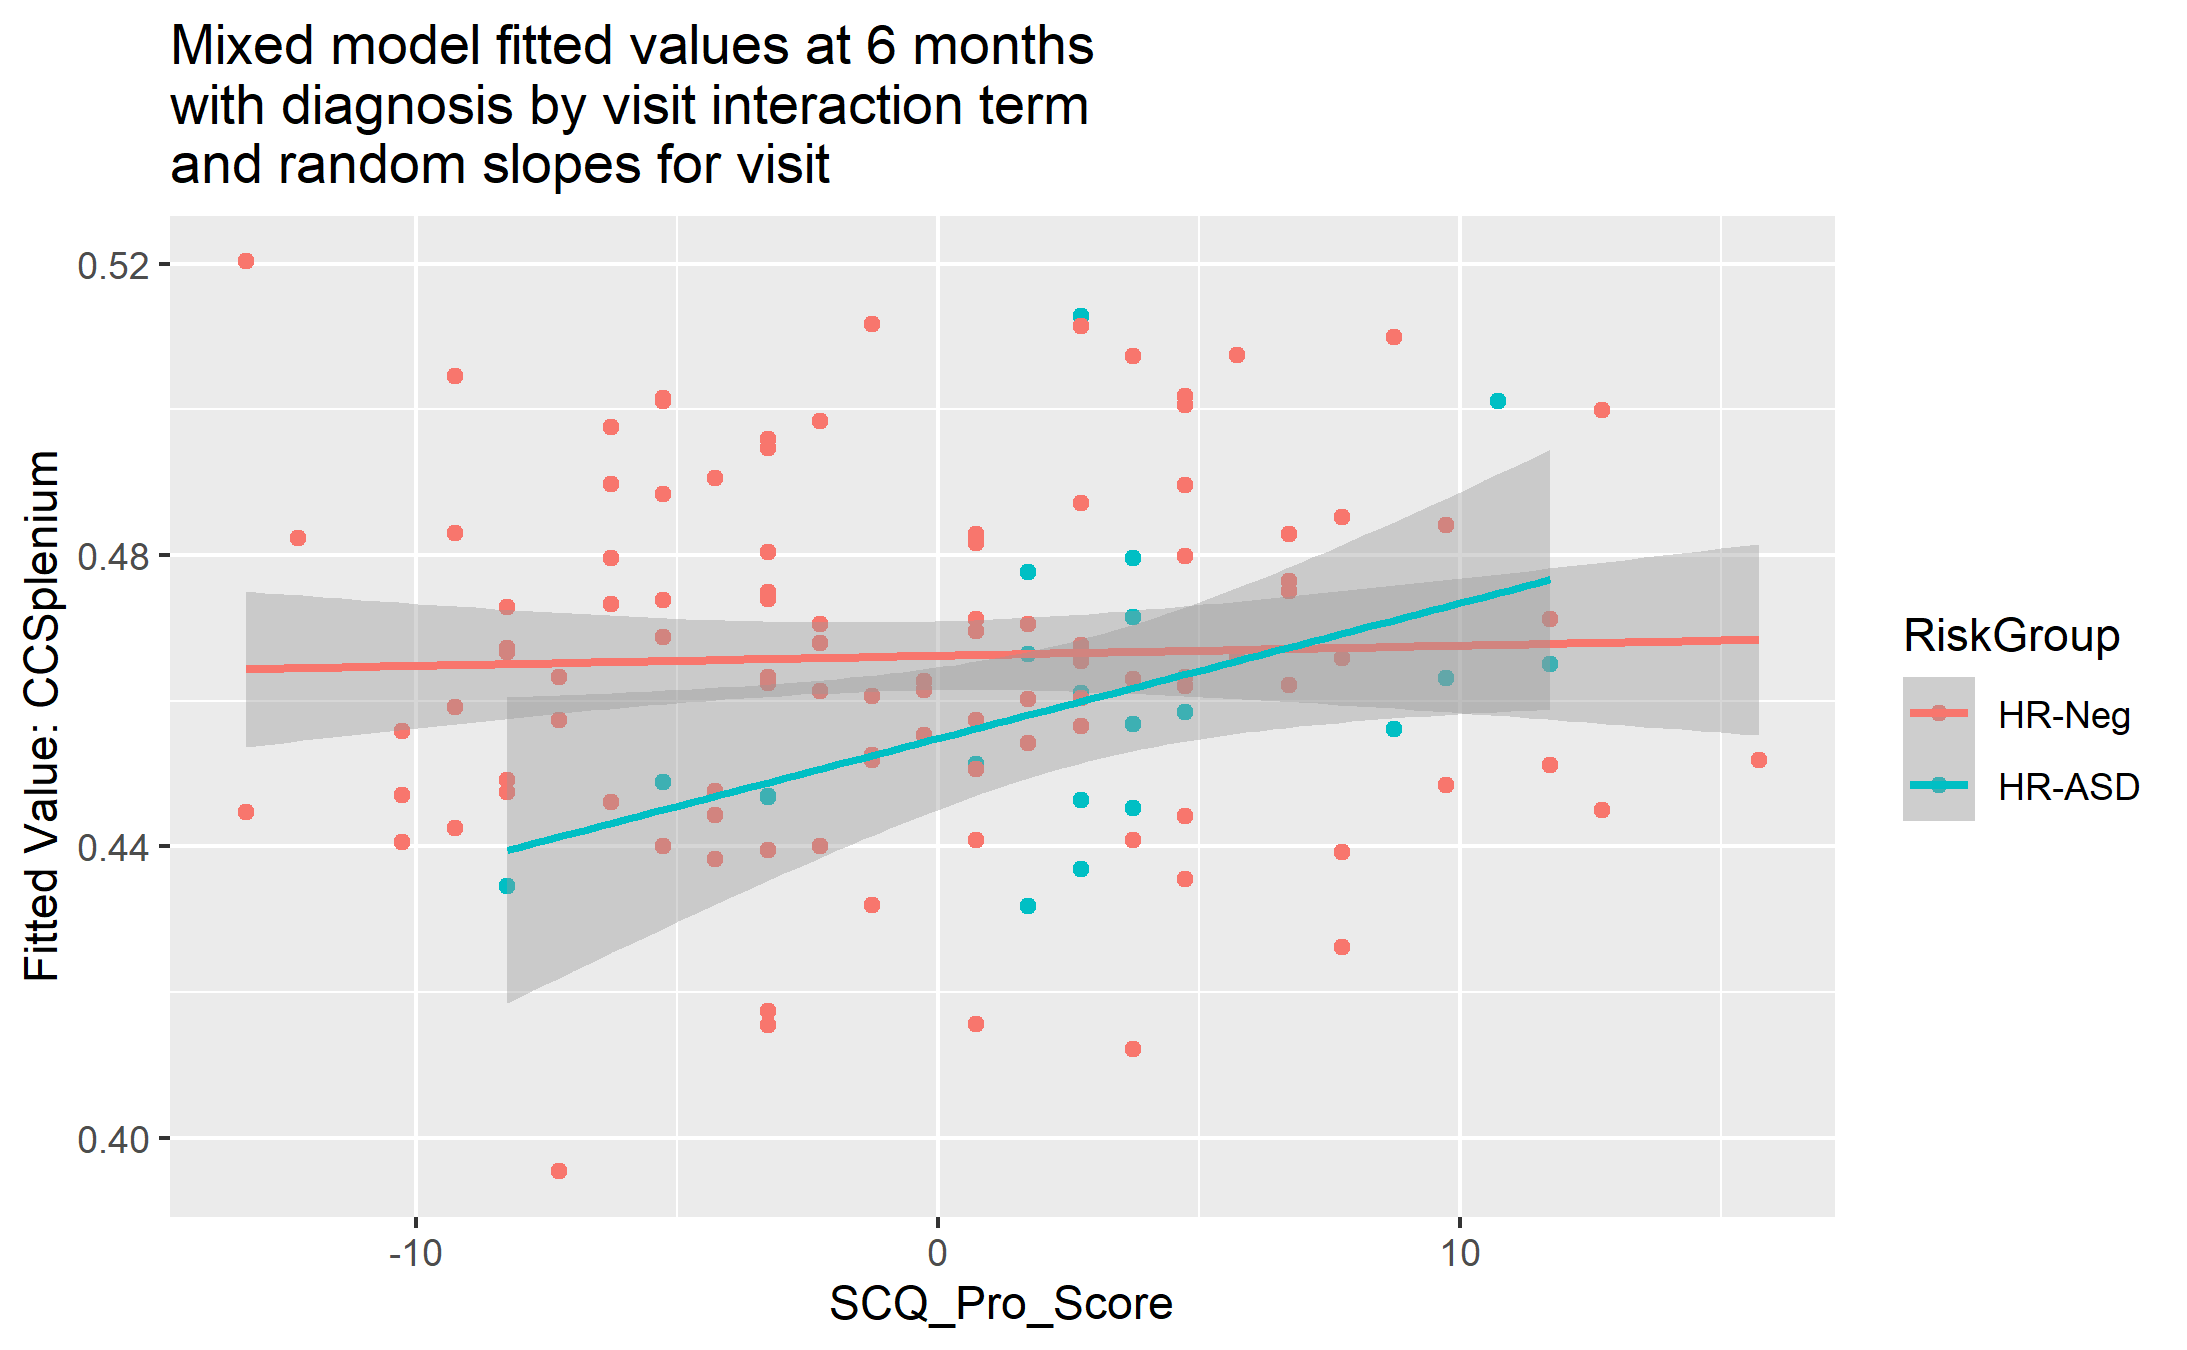 Mixed model fitted values at 6 months
with diagnosis by visit interaction term
and random slopes for visit
0.52
0.48
0.44
0.40
Fitted Value: CCSplenium
-10
0
10
SCQ_Pro_Score
RiskGroup
HR-Neg
HR-ASD